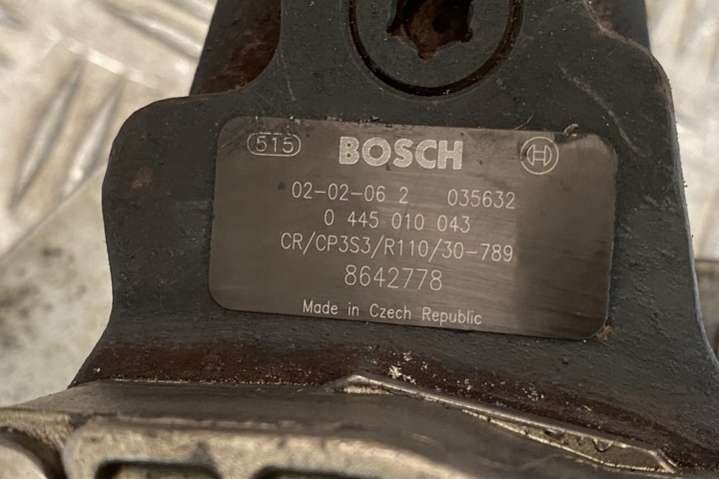 515 BOSCH H
02-02-06 2 035632
0 445 010 043
CR/CP3S3/R110/30-789
8642778
Made in Czech Republic